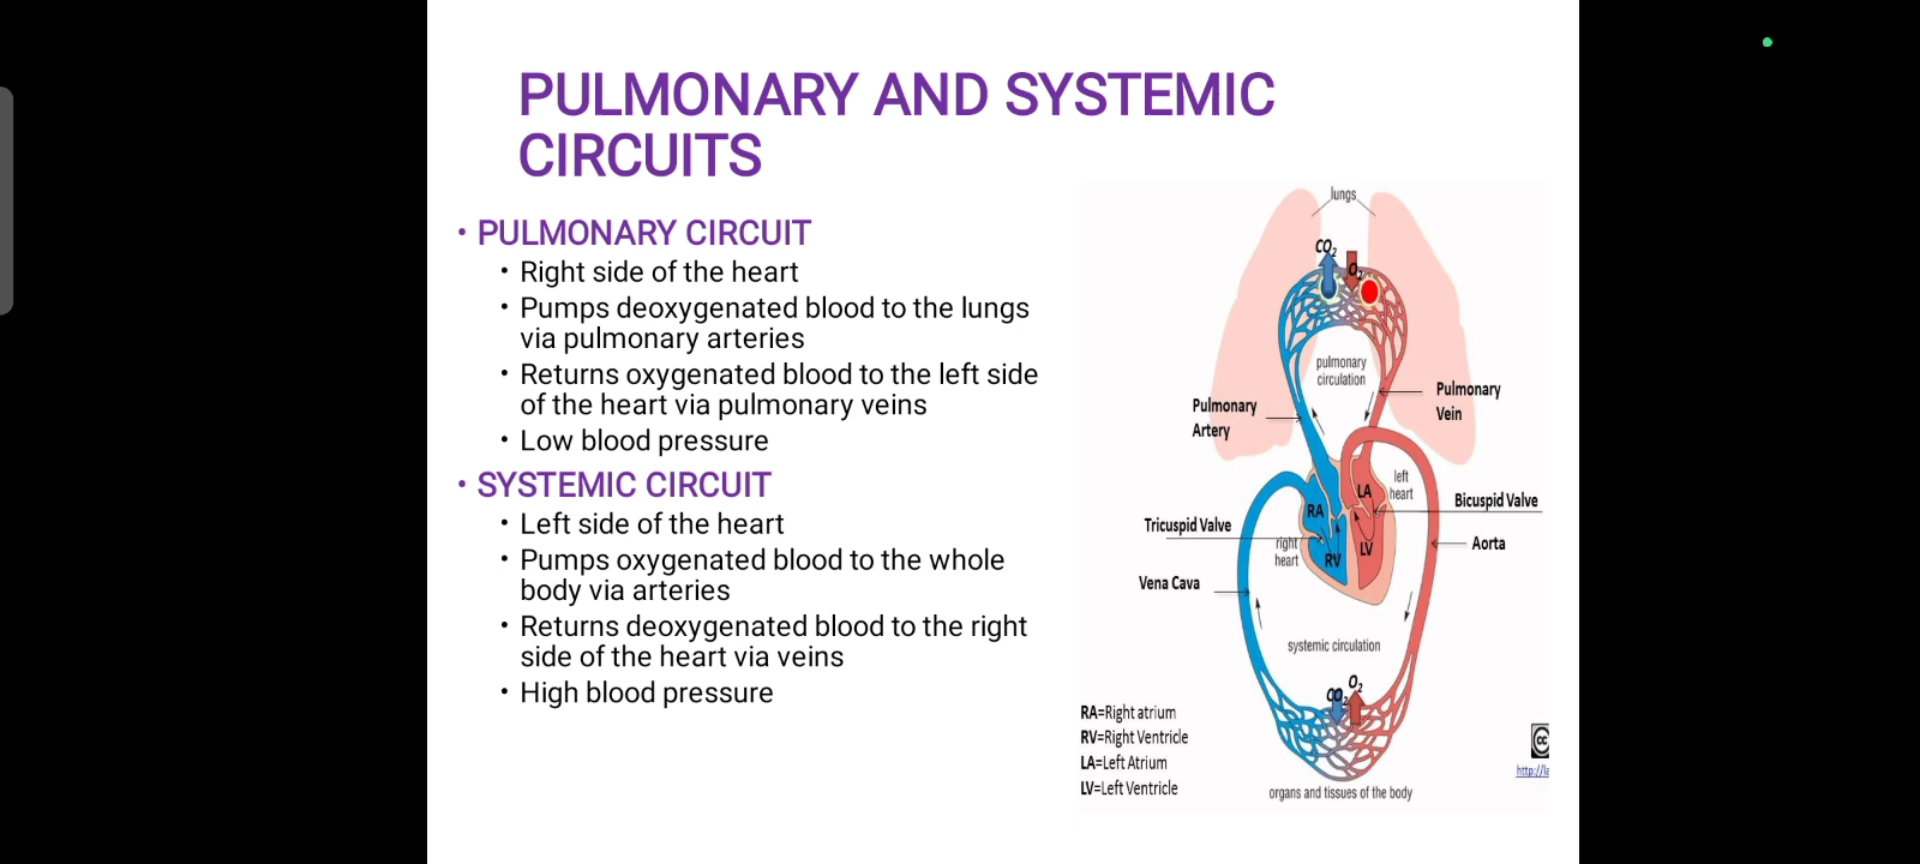 PULMONARY AND SYSTEMIC
CIRCUITS
• PULMONARY CIRCUIT
• Right side of the heart
• Pumps deoxygenated blood to the lungs
via pulmonary arteries
• Returns oxygenated blood to the left side
of the heart via pulmonary veins
• Low blood pressure
• SYSTEMIC CIRCUIT
• Left side of the heart
• Pumps oxygenated blood to the whole
body via arteries
• Returns deoxygenated blood to the right
side of the heart via veins
• High blood pressure
lungs
CO2
O2
pulmonary
circulation
Pulmonary
Artery
Pulmonary
Vein
left
heart
LA
RA
Bicuspid Valve
Tricuspid Valve
right
heart
RV
LV
Aorta
Vena Cava
systemic circulation
CO2
O2
RA=Right atrium
RV=Right Ventricle
LA=Left Atrium
LV=Left Ventricle
organs and tissues of the body
cc